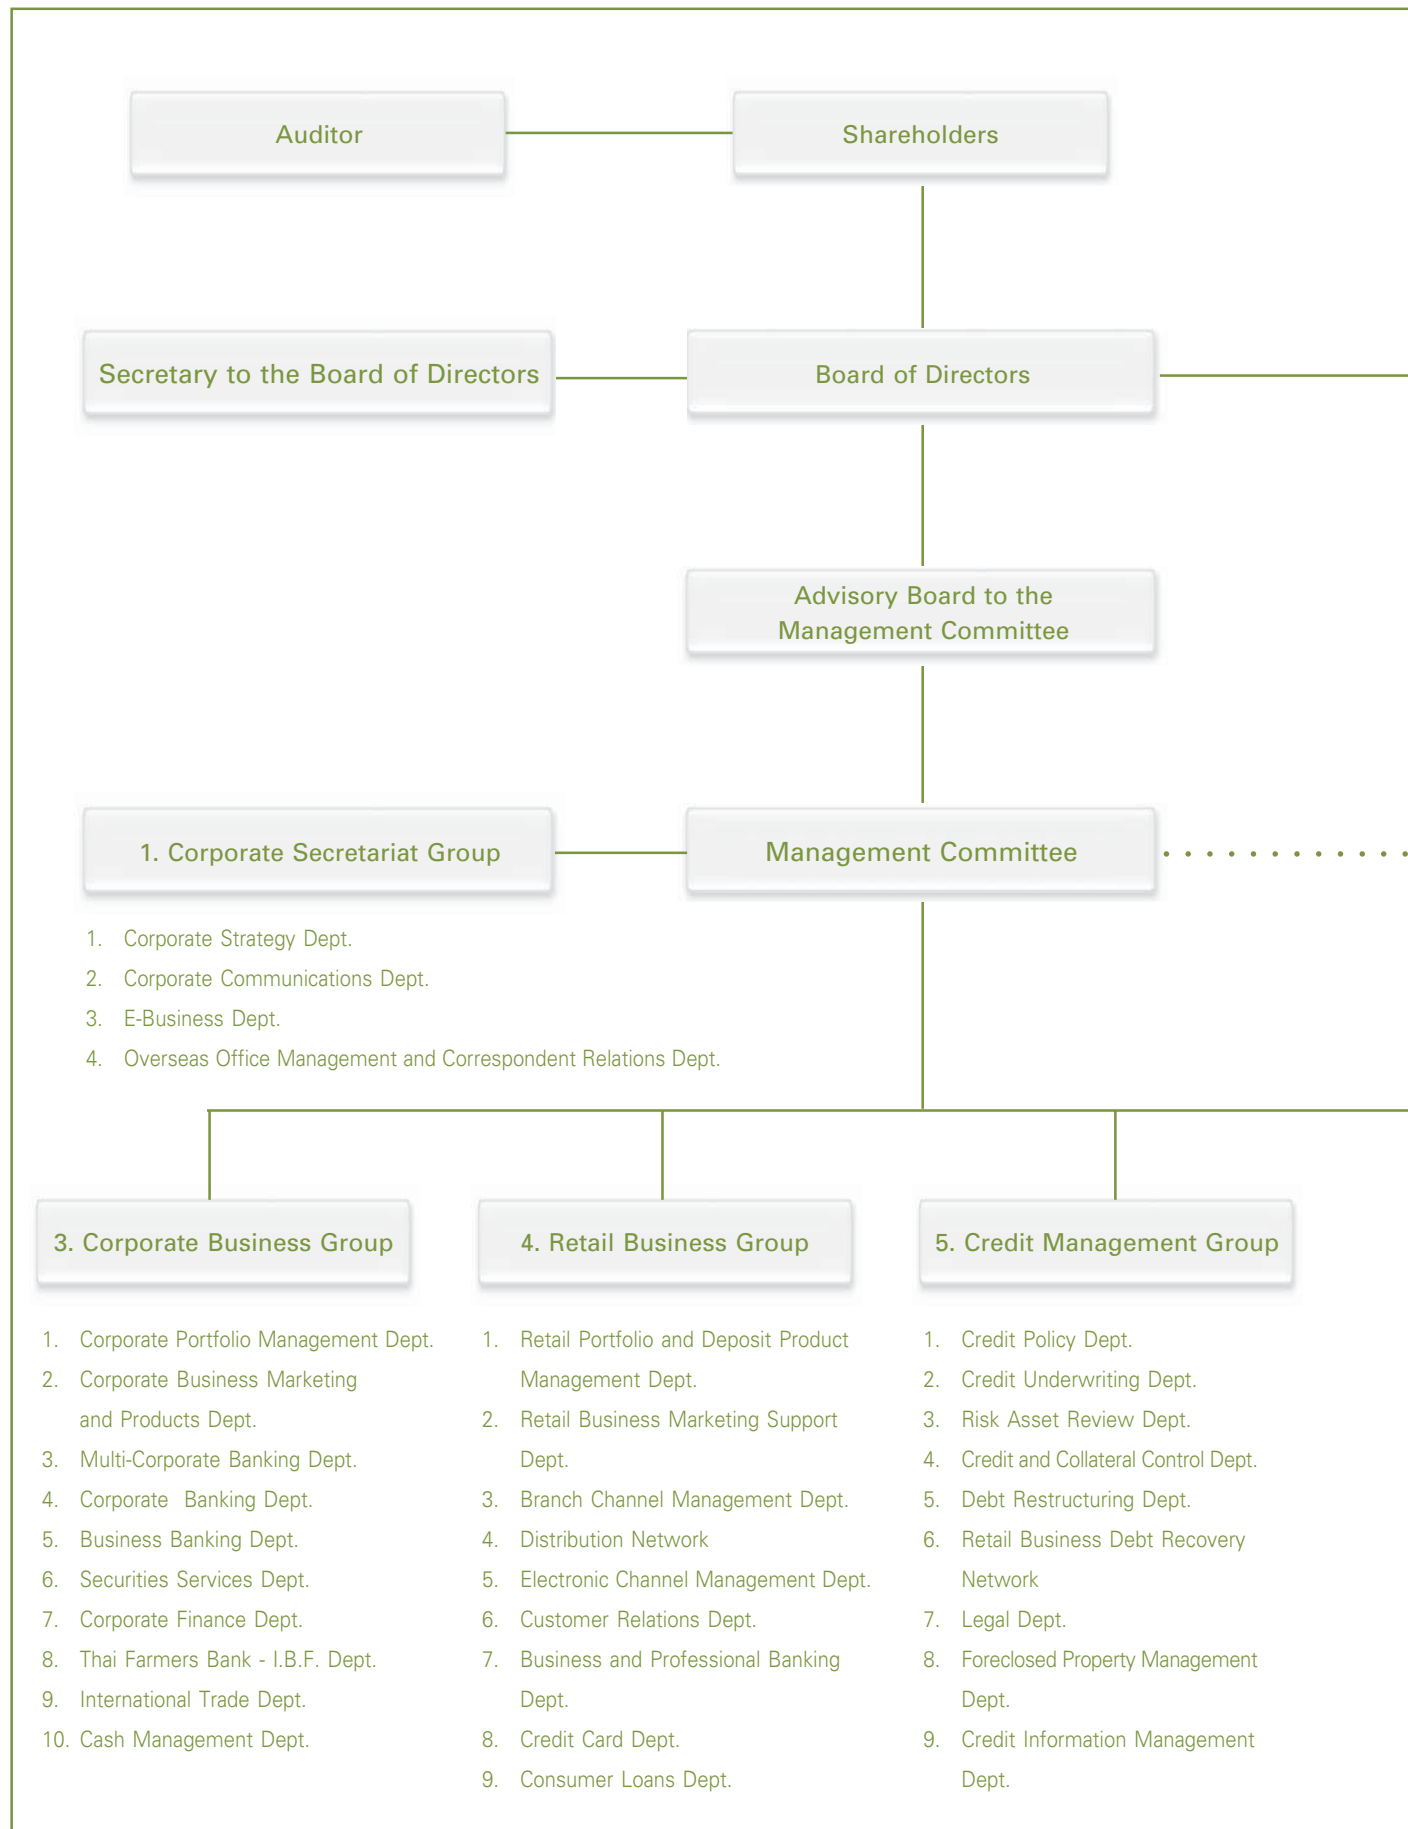 Auditor
Shareholders
Secretary to the Board of Directors
Board of Directors
Advisory Board to the
Management Committee
1. Corporate Secretariat Group
Management Committee
1. Corporate Strategy Dept.
2. Corporate Communications Dept.
3. E-Business Dept.
4. Overseas Office Management and Correspondent Relations Dept.
3. Corporate Business Group
1. Corporate Portfolio Management Dept.
2. Corporate Business Marketing
and Products Dept.
3. Multi-Corporate Banking Dept.
4. Corporate Banking Dept.
5. Business Banking Dept.
6. Securities Services Dept.
7. Corporate Finance Dept.
8. Thai Farmers Bank - I.B.F. Dept.
9. International Trade Dept.
10. Cash Management Dept.
4. Retail Business Group
1. Retail Portfolio and Deposit Product
Management Dept.
2. Retail Business Marketing Support
Dept.
3. Branch Channel Management Dept.
4. Distribution Network
5. Electronic Channel Management Dept.
6. Customer Relations Dept.
7. Business and Professional Banking
Dept.
8. Credit Card Dept.
9. Consumer Loans Dept.
5. Credit Management Group
1. Credit Policy Dept.
2. Credit Underwriting Dept.
3. Risk Asset Review Dept.
4. Credit and Collateral Control Dept.
5. Debt Restructuring Dept.
6. Retail Business Debt Recovery
Network
7. Legal Dept.
8. Foreclosed Property Management
Dept.
9. Credit Information Management
Dept.